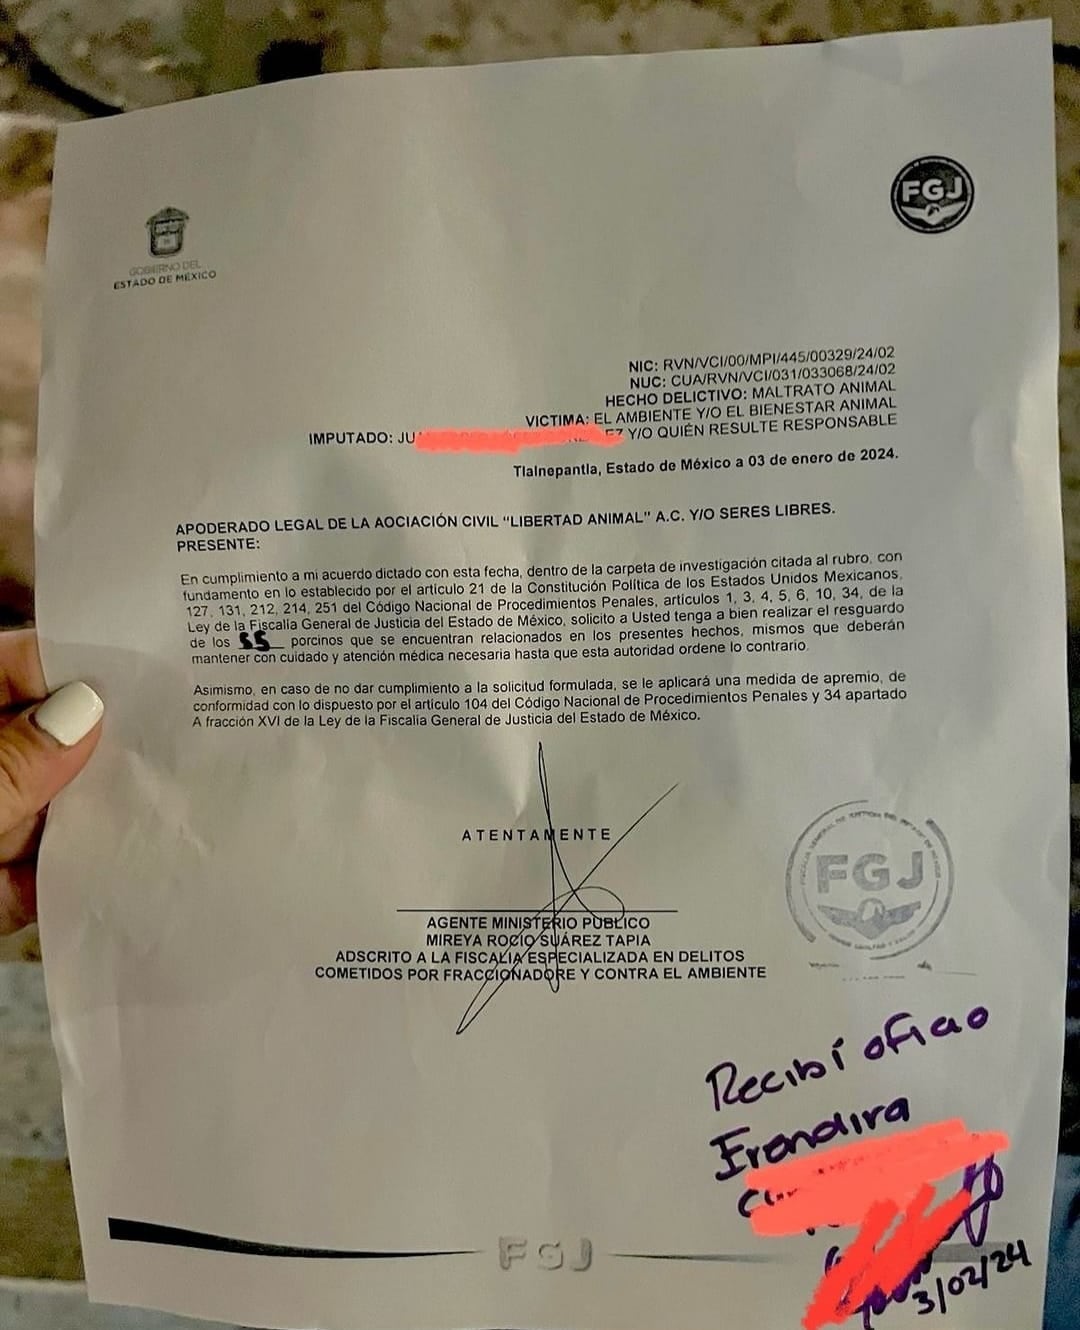 FGJ
GOBIERNO DEL
ESTADO DE MÉXICO
NIC: RVN/VCI/00/MPI/445/00329/24/02
NUC: CUA/RVN/VCI/031/033068/24/02
HECHO DELICTIVO: MALTRATO ANIMAL
VICTIMA: EL AMBIENTE Y/O EL BIENESTAR ANIMAL
IMPUTADO: Y/O QUIÉN RESULTE RESPONSABLE
Tlalnepantla, Estado de México a 03 de enero de 2024.
APODERADO LEGAL DE LA AOCIACIÓN CIVIL “LIBERTAD ANIMAL” A.C. Y/O SERES LIBRES.
PRESENTE:
En cumplimiento a mi acuerdo dictado con esta fecha, dentro de la carpeta de investigación citada al rubro, con
fundamento en lo establecido por el articulo 21 de la Constitución Política de los Estados Unidos Mexicanos,
127, 131, 212, 214, 251 del Código Nacional de Procedimientos Penales, artículos 1, 3, 4, 5, 6, 10, 34, de la
Ley de la Fiscalía General de Justicia del Estado de México, solicito a Usted tenga a bien realizar el resguardo
de los 55 porcinos que se encuentran relacionados en los presentes hechos, mismos que deberán
mantener con cuidado y atención médica necesaria hasta que esta autoridad ordene lo contrario.
Asimismo, en caso de no dar cumplimiento a la solicitud formulada, se le aplicará una medida de apremio, de
conformidad con lo dispuesto por el articulo 104 del Código Nacional de Procedimientos Penales y 34 apartado
A fracción XVI de la Ley de la Fiscalía General de Justicia del Estado de México.
ATENTAMENTE
AGENTE MINISTERIO PÚBLICO
MIREYA ROCÍO SUÁREZ TAPIA
ADSCRITO A LA FISCALÍA ESPECIALIZADA EN DELITOS
COMETIDOS POR FRACCIONADORE Y CONTRA EL AMBIENTE
FGJ
Recibí oficio
Irandira
3/02/24
FGJ